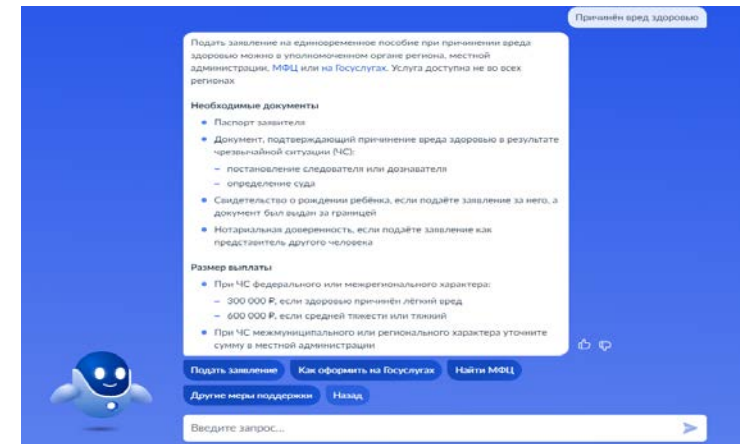 Причинён вред здоровью
Подать заявление на единовременное пособие при причинении вреда
здоровью можно в уполномоченном органе региона, местной
администрации, МФЦ или на Госуслугах. Услуга доступна не во всех
регионах
Необходимые документы
• Паспорт заявителя
• Документ, подтверждающий причинение вреда здоровью в результате
чрезвычайной ситуации (ЧС):
– постановление следователя или дознавателя
– определение суда
• Свидетельство о рождении ребёнка, если подаёте заявление за него, а
документ был выдан за границей
• Нотариальная доверенность, если подаёте заявление как
представитель другого человека
Размер выплаты
• При ЧС федерального или межрегионального характера:
– 300 000 ₽, если здоровью причинён лёгкий вред
– 600 000 ₽, если средней тяжести или тяжкий
• При ЧС межмуниципального или регионального характера уточните
сумму в местной администрации
Подать заявление Как оформить на Госуслугах Найти МФЦ
Другие меры поддержки Назад
Введите запрос...